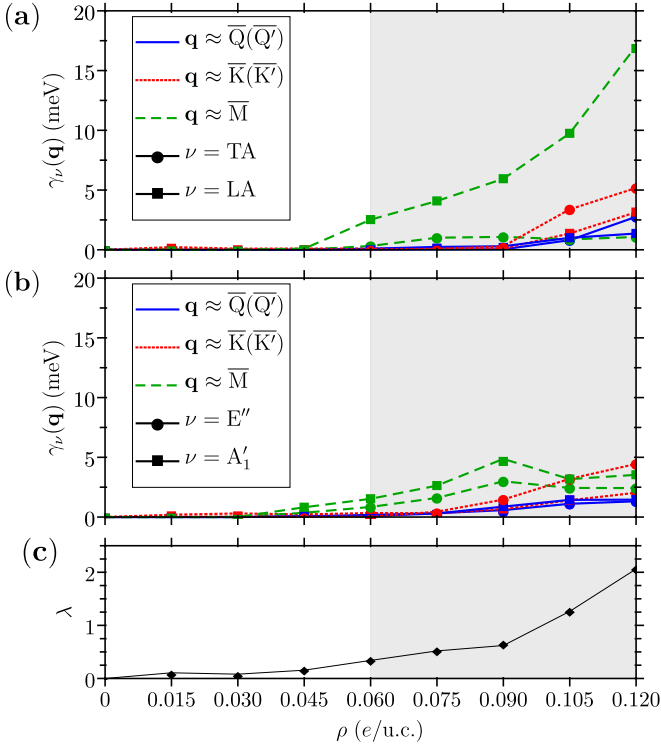 (a)
20
15
10
5
0
γν(q) (meV)
q ≈ Q̅(Q̅′)
q ≈ K̅(K̅′)
q ≈ M̅
ν = TA
ν = LA
(b)
20
15
10
5
0
γν(q) (meV)
q ≈ Q̅(Q̅′)
q ≈ K̅(K̅′)
q ≈ M̅
ν = E″
ν = A′₁
(c)
2
1
0
λ
0 0.015 0.030 0.045 0.060 0.075 0.090 0.105 0.120
ρ (e/u.c.)